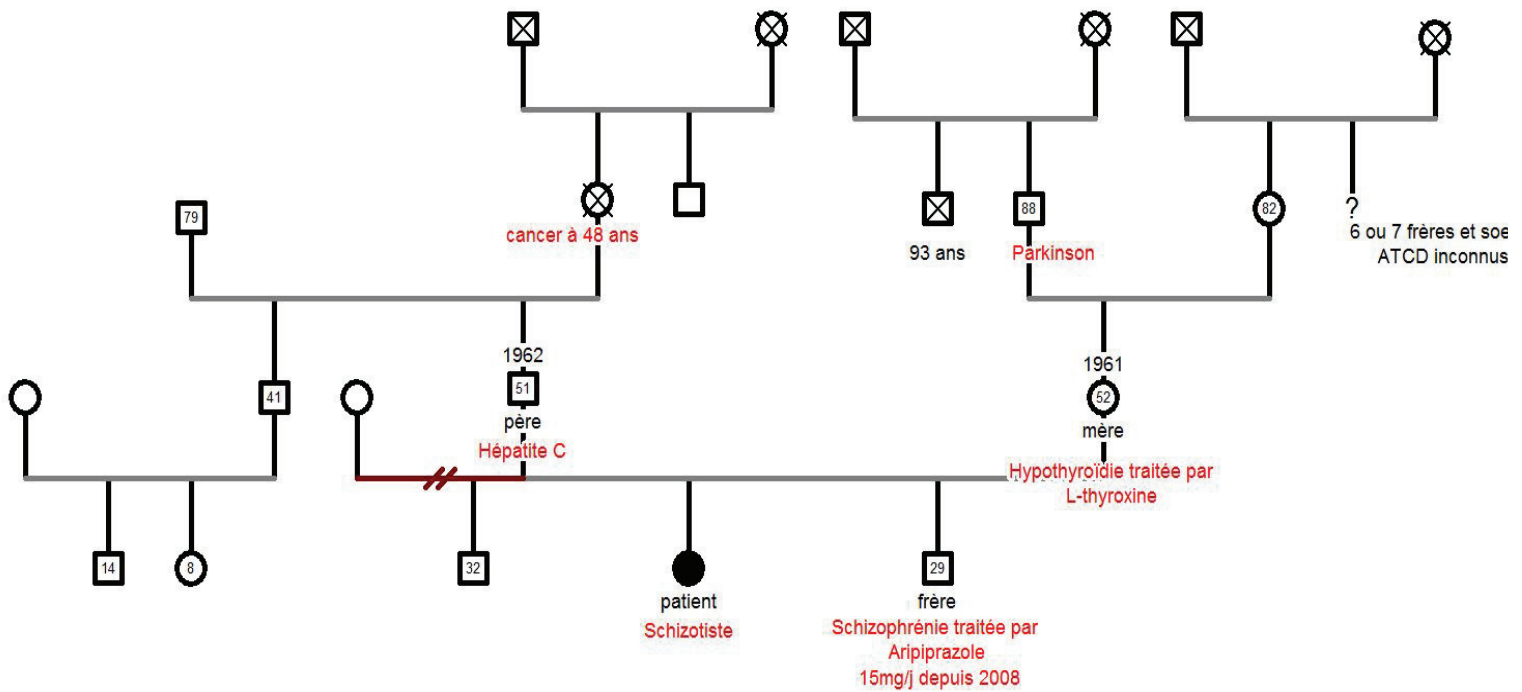 79
cancer à 48 ans
93 ans
88
Parkinson
82
?
6 ou 7 frères et soe
ATCD inconnus
41
1962
51
père
Hépatite C
1961
52
mère
Hypothyroïdie traitée par
L-thyroxine
14
8
32
patient
Schizotiste
29
frère
Schizophrénie traitée par
Aripiprazole
15mg/j depuis 2008